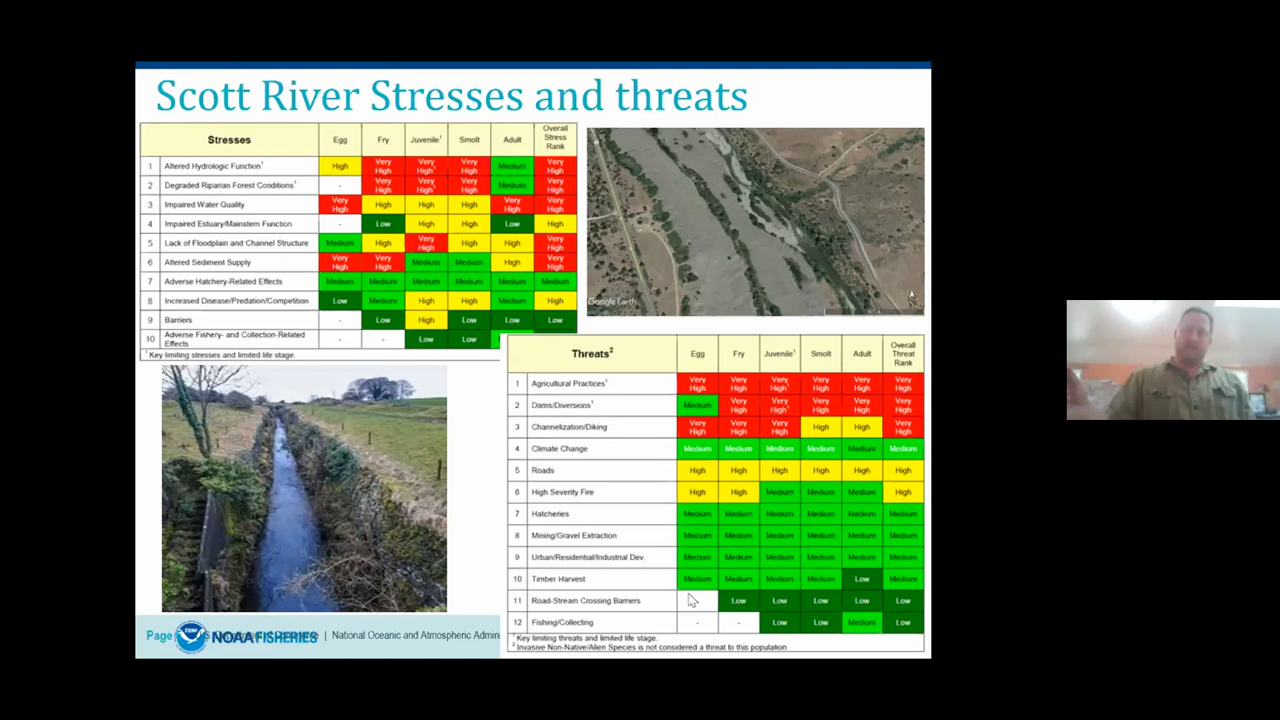 Scott River Stresses and threats
Stresses Egg Fry Juvenile¹ Smolt Adult Overall Stress Rank
1 Altered Hydrologic Function¹ High Very High Very High¹ Very High Medium Very High
2 Degraded Riparian Forest Conditions¹ - Very High Very High¹ Very High Medium Very High
3 Impaired Water Quality Very High High High High Very High Very High
4 Impaired Estuary/Mainstem Function - Low High High Low High
5 Lack of Floodplain and Channel Structure Medium High Very High High High Very High
6 Altered Sediment Supply Very High Very High Medium Medium High Very High
7 Adverse Hatchery-Related Effects Medium Medium Medium Medium Medium Medium
8 Increased Disease/Predation/Competition Low Medium High High Medium High
9 Barriers - Low High Low Low Low
10 Adverse Fishery- and Collection-Related Effects - - Low Low
¹ Key limiting stresses and limited life stage.
Google Earth
Threats² Egg Fry Juvenile¹ Smolt Adult Overall Threat Rank
1 Agricultural Practices¹ Very High Very High Very High¹ Very High Very High Very High
2 Dams/Diversions¹ Medium Very High Very High¹ Very High Very High Very High
3 Channelization/Diking Very High Very High Very High High High Very High
4 Climate Change Medium Medium Medium Medium Medium Medium
5 Roads High High High High High High
6 High Severity Fire High High Medium Medium Medium High
7 Hatcheries Medium Medium Medium Medium Medium Medium
8 Mining/Gravel Extraction Medium Medium Medium Medium Medium Medium
9 Urban/Residential/Industrial Dev. Medium Medium Medium Medium Medium Medium
10 Timber Harvest Medium Medium Medium Medium Low Medium
11 Road-Stream Crossing Barriers Low Low Low Low Low
12 Fishing/Collecting - - Low Low Medium Low
¹ Key limiting threats and limited life stage.
² Invasive Non-Native/Alien Species is not considered a threat to this population
Page | National Oceanic and Atmospheric Admini
NOAA FISHERIES